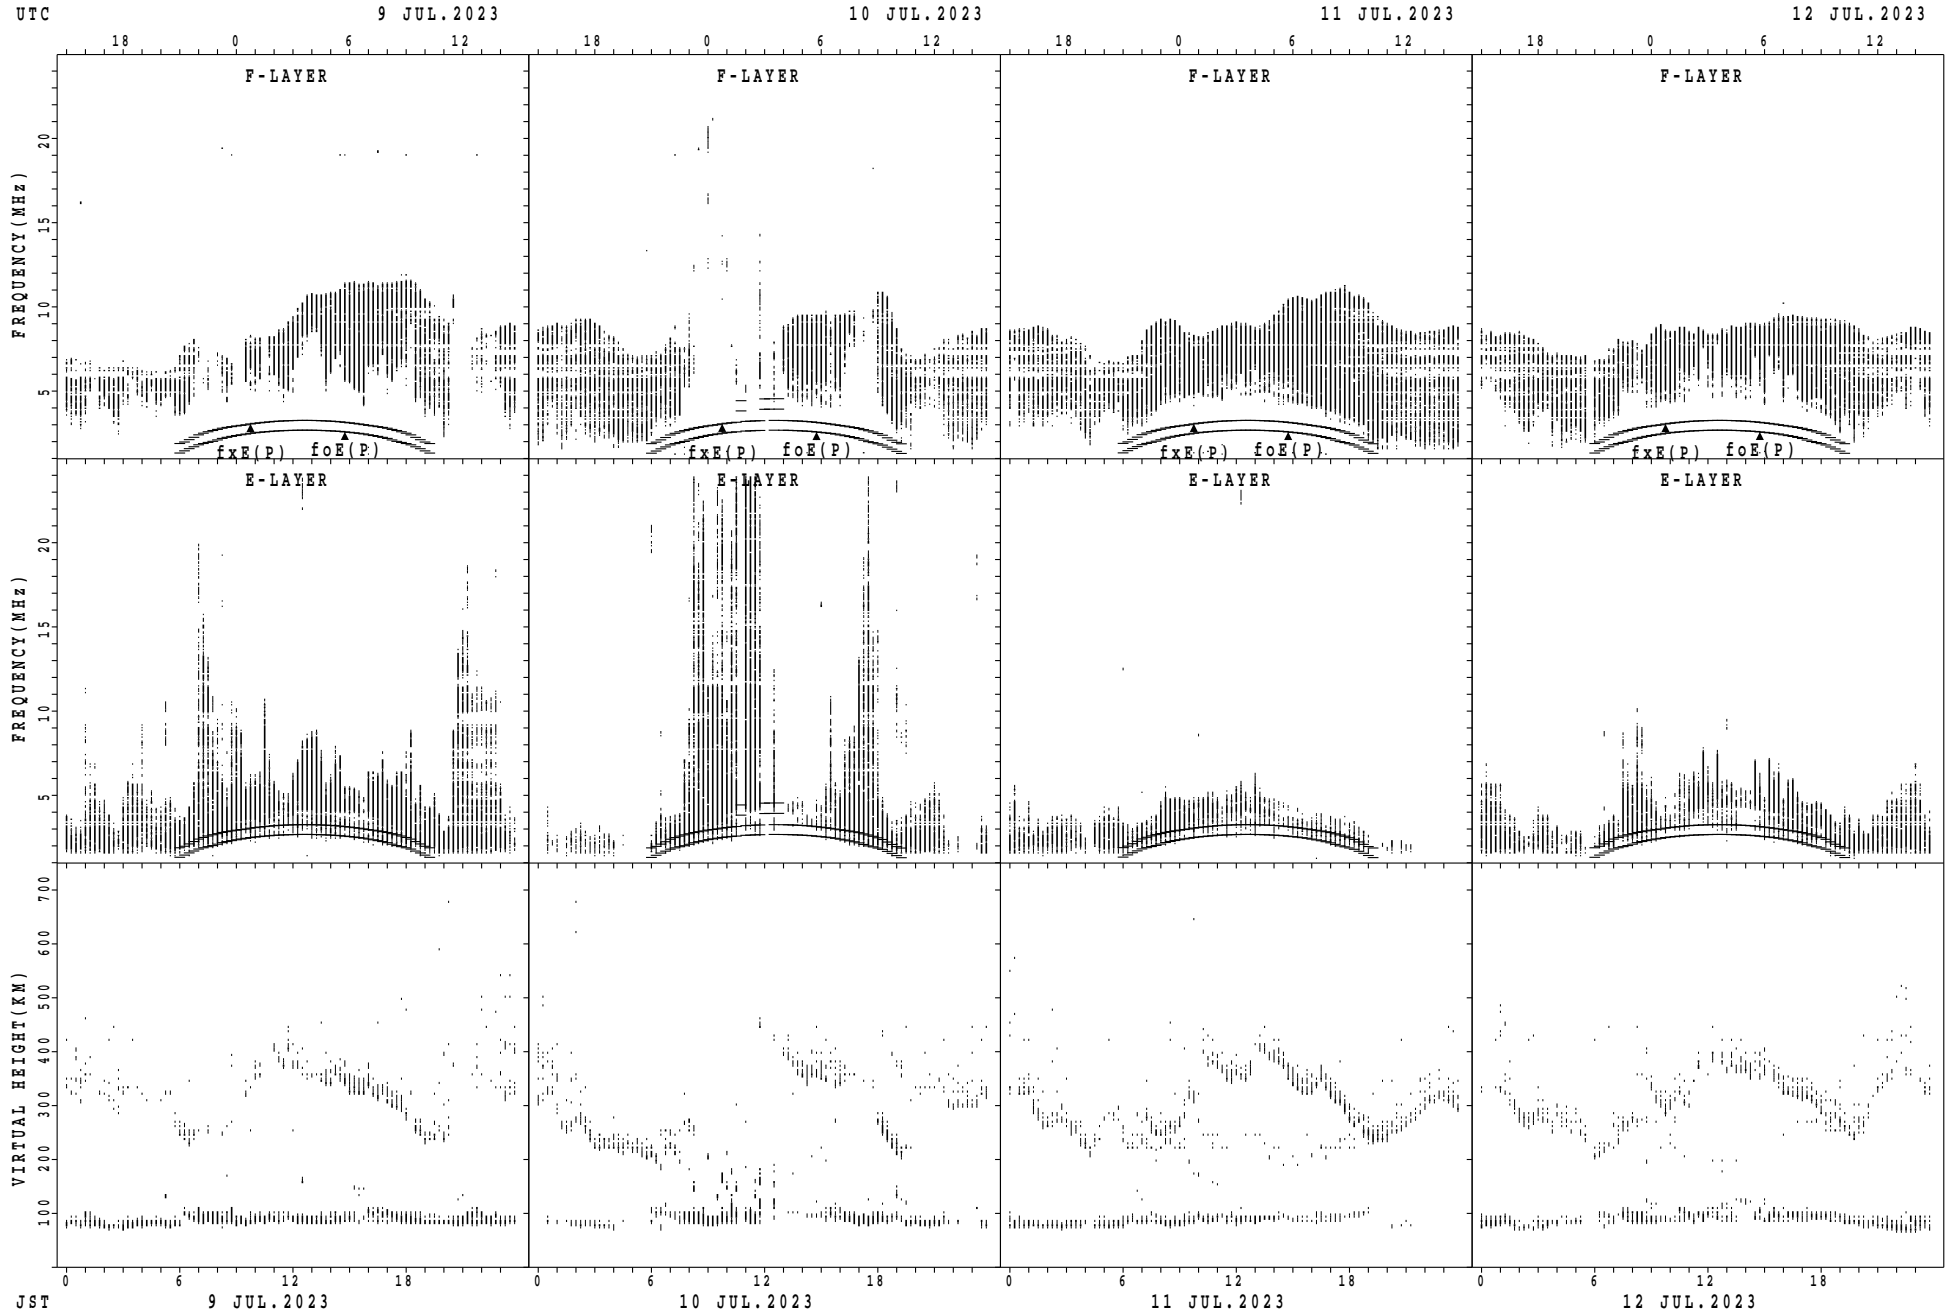 UTC 9 JUL.2023 10 JUL.2023 11 JUL.2023 12 JUL.2023
18 0 6 12 18 0 6 12 18 0 6 12 18 0 6 12
F-LAYER F-LAYER F-LAYER F-LAYER
FREQUENCY(MHz)
20
15
10
5
fxE(P) foE(P) fxE(P) foE(P) fxE(P) foE(P) fxE(P) foE(P)
E-LAYER E-LAYER E-LAYER E-LAYER
FREQUENCY(MHz)
20
15
10
5
VIRTUAL HEIGHT(KM)
700
600
500
400
300
200
100
0 6 12 18 0 6 12 18 0 6 12 18 0 6 12 18
JST 9 JUL.2023 10 JUL.2023 11 JUL.2023 12 JUL.2023